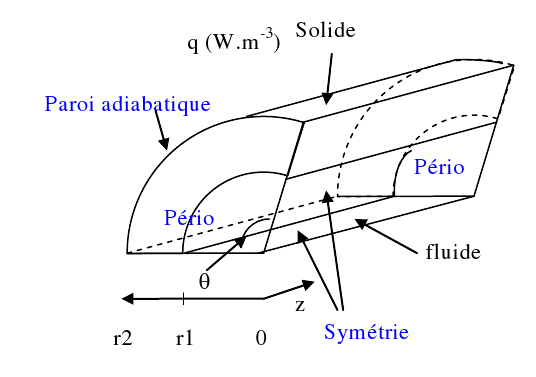 q (W.m-3) Solide
Paroi adiabatique
Pério
Pério
fluide
θ
z
Symétrie
r2 r1 0